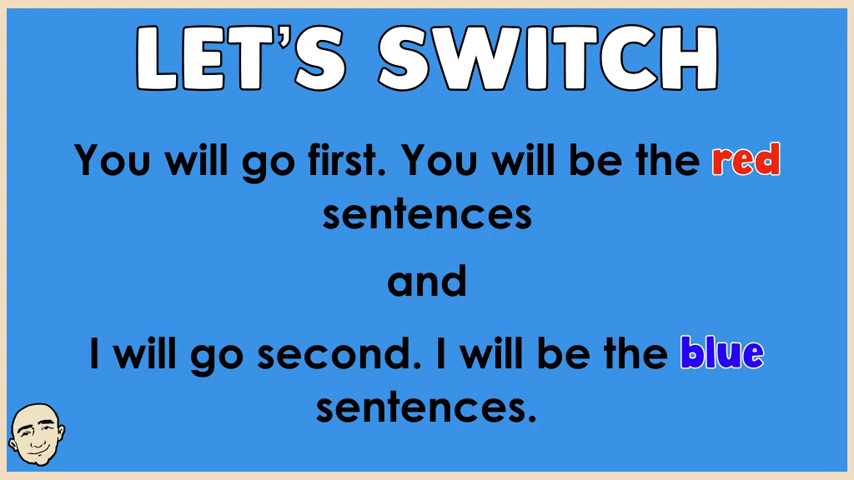 LET'S SWITCH
You will go first. You will be the red
sentences
and
I will go second. I will be the blue
sentences.